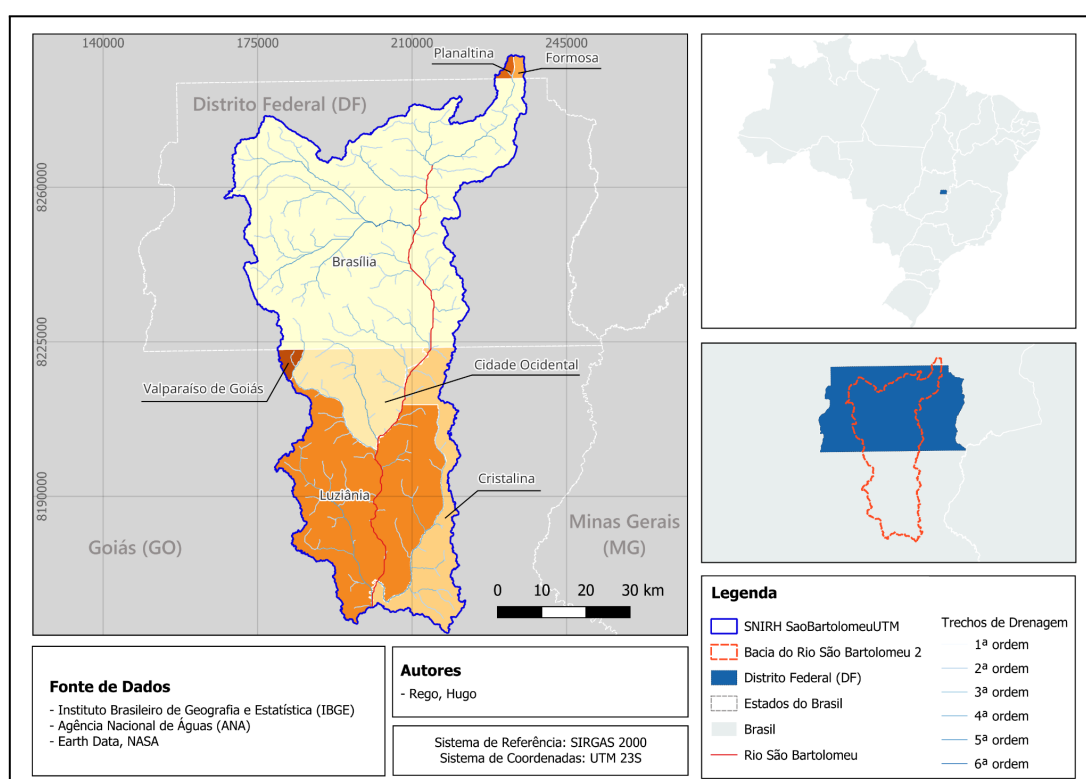 140000
175000
210000
245000
Planaltina
Formosa
Distrito Federal (DF)
8260000
Brasília
8225000
Cidade Ocidental
Valparaíso de Goiás
Cristalina
Luziânia
8190000
Minas Gerais
(MG)
Goiás (GO)
0 10 20 30 km
Fonte de Dados
- Instituto Brasileiro de Geografia e Estatística (IBGE)
- Agência Nacional de Águas (ANA)
- Earth Data, NASA
Autores
- Rego, Hugo
Sistema de Referência: SIRGAS 2000
Sistema de Coordenadas: UTM 23S
Legenda
SNIRH SaoBartolomeuUTM
Bacia do Rio São Bartolomeu 2
Distrito Federal (DF)
Estados do Brasil
Brasil
Rio São Bartolomeu
Trechos de Drenagem
1ª ordem
2ª ordem
3ª ordem
4ª ordem
5ª ordem
6ª ordem